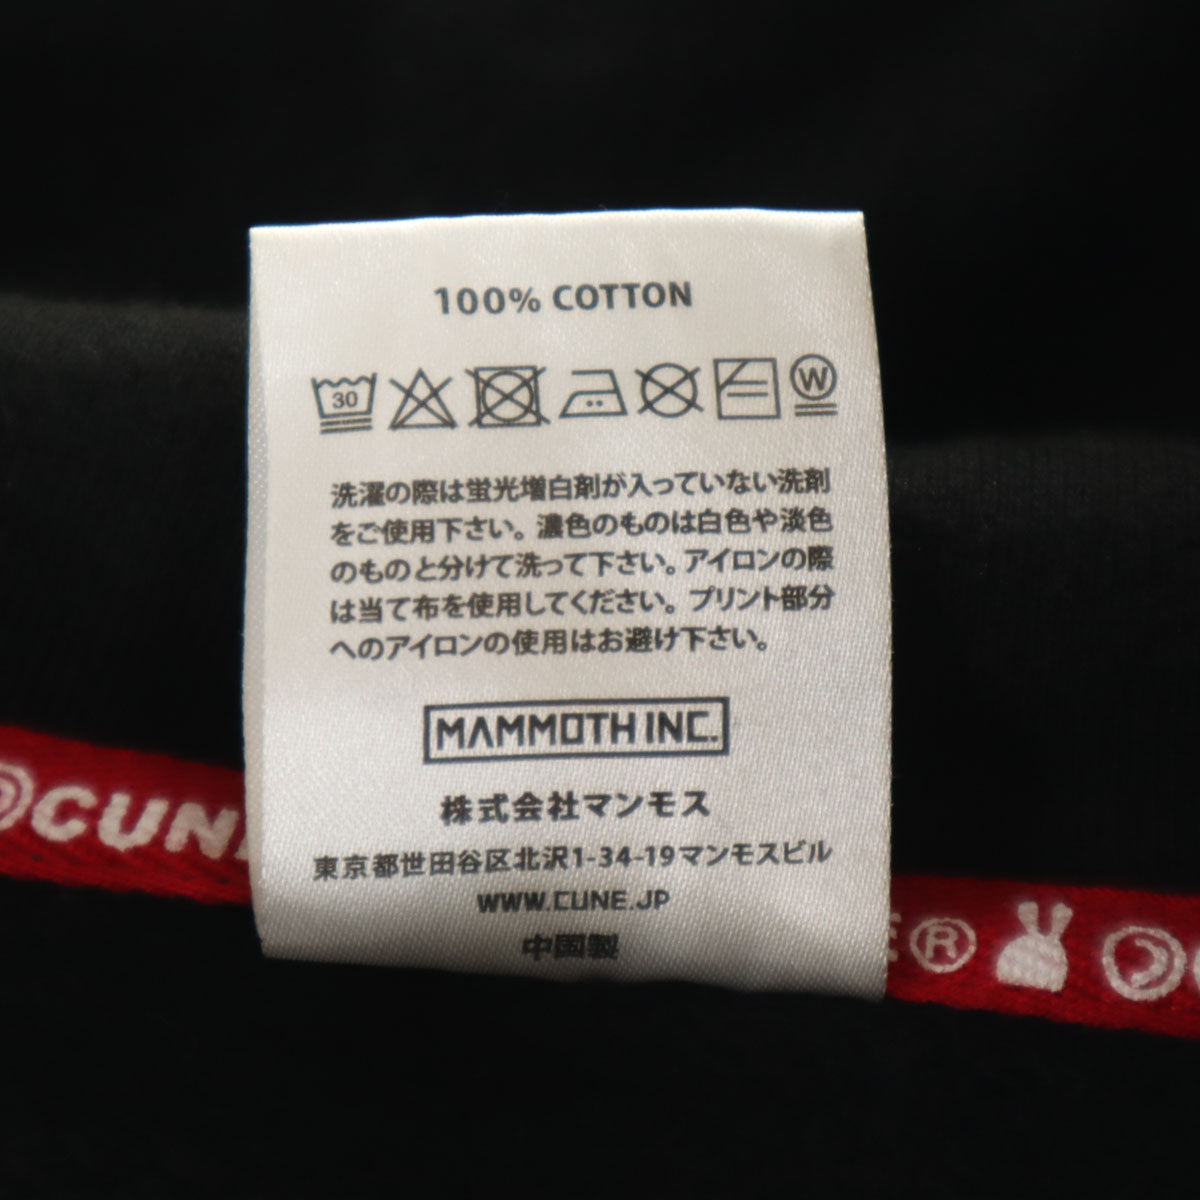 100% COTTON
30 W
洗濯の際は蛍光増白剤が入っていない洗剤
をご使用下さい。濃色のものは白色や淡色
のものと分けて洗って下さい。アイロンの際
は当て布を使用してください。プリント部分
へのアイロンの使用はお避け下さい。
MAMMOTH INC.
株式会社マンモス
東京都世田谷区北沢1-34-19マンモスビル
WWW.CUNE.JP
中国製
CUNE
E®